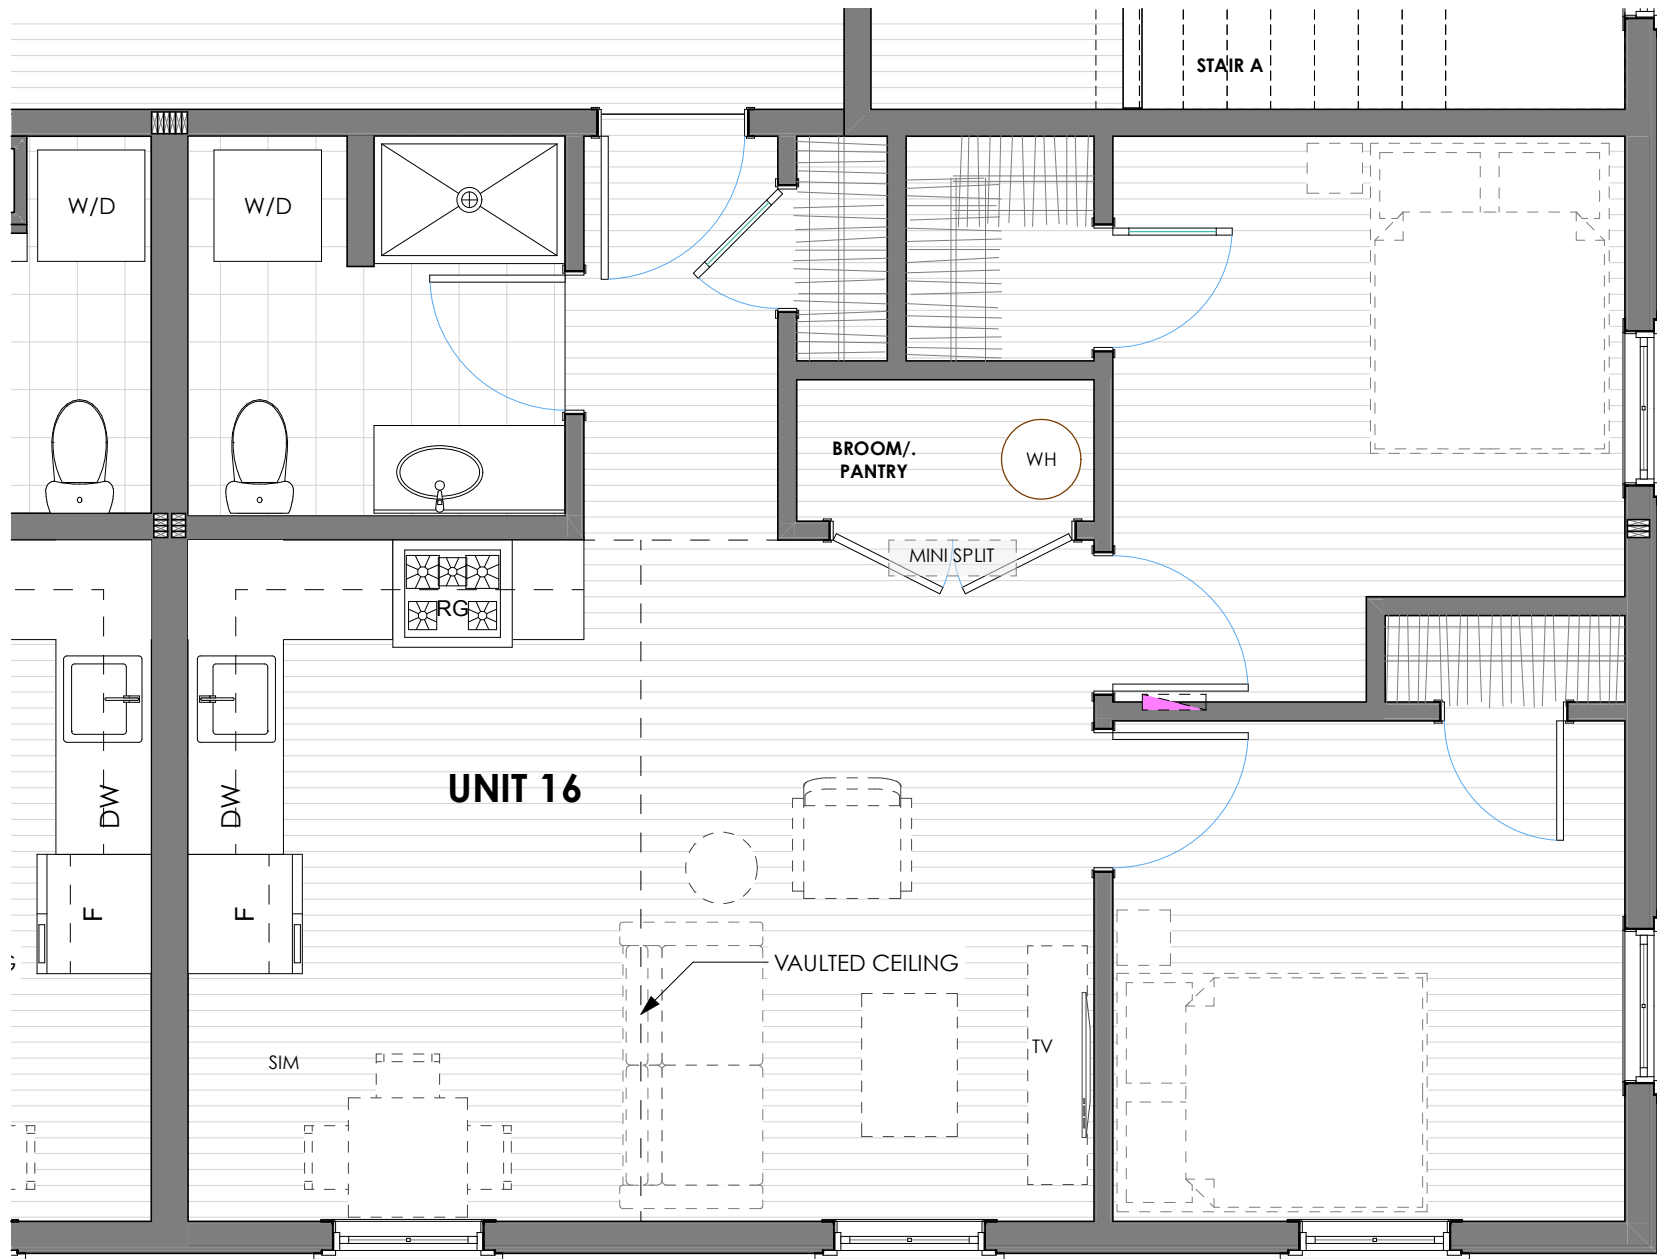 STAIR A
W/D
W/D
BROOM/.
PANTRY
WH
MINI SPLIT
RG
UNIT 16
DW
DW
F
F
VAULTED CEILING
SIM
TV